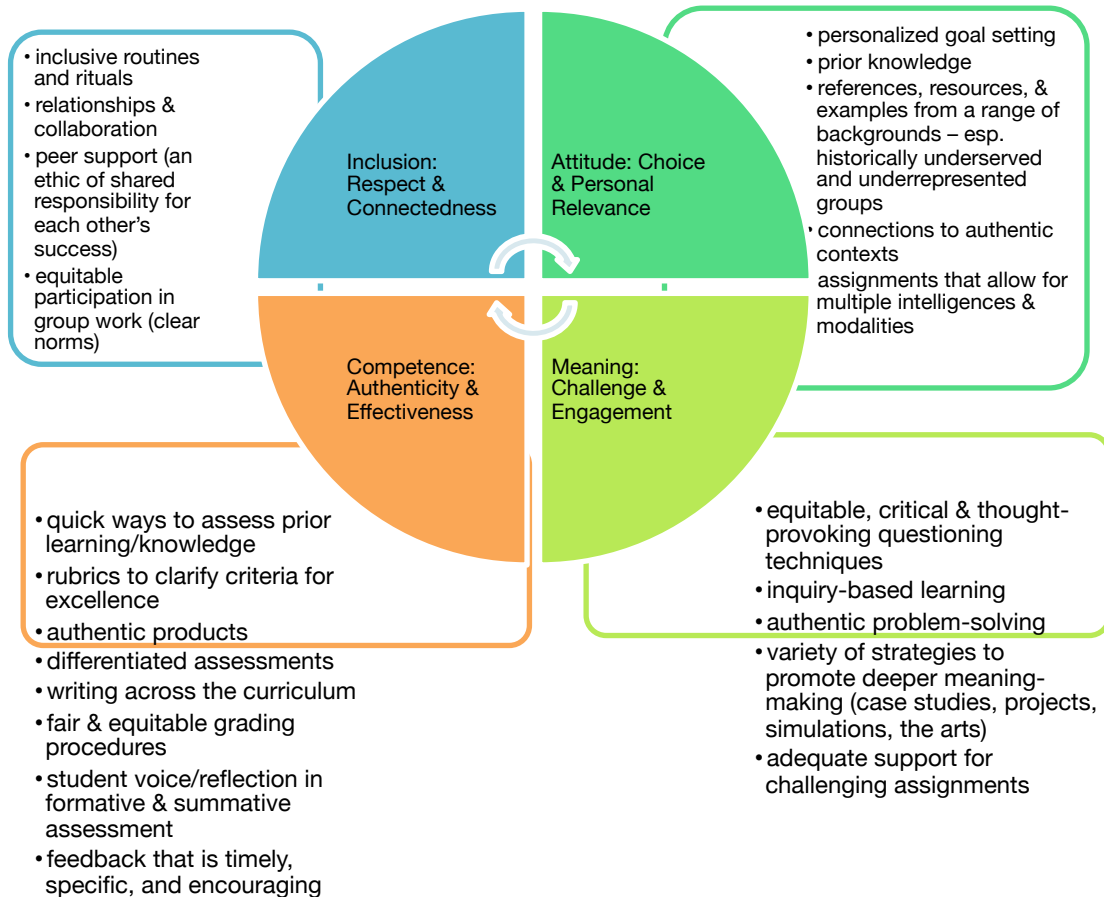 • inclusive routines
and rituals
• relationships &
collaboration
• peer support (an
ethic of shared
responsibility for
each other’s
success)
• equitable
participation in
group work (clear
norms)
Inclusion:
Respect &
Connectedness
Attitude: Choice
& Personal
Relevance
• personalized goal setting
• prior knowledge
• references, resources, &
examples from a range of
backgrounds – esp.
historically underserved
and underrepresented
groups
• connections to authentic
contexts
assignments that allow for
multiple intelligences &
modalities
Competence:
Authenticity &
Effectiveness
Meaning:
Challenge &
Engagement
• quick ways to assess prior
learning/knowledge
• rubrics to clarify criteria for
excellence
• authentic products
• differentiated assessments
• writing across the curriculum
• fair & equitable grading
procedures
• student voice/reflection in
formative & summative
assessment
• feedback that is timely,
specific, and encouraging
• equitable, critical & thought-
provoking questioning
techniques
• inquiry-based learning
• authentic problem-solving
• variety of strategies to
promote deeper meaning-
making (case studies, projects,
simulations, the arts)
• adequate support for
challenging assignments